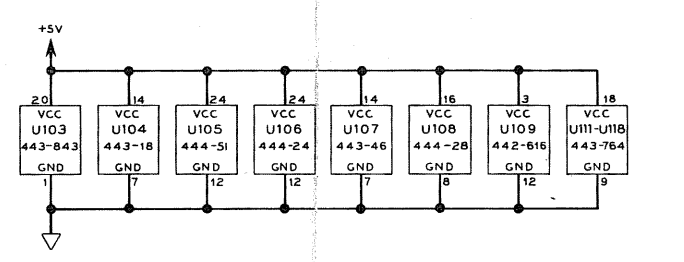 +5V
20 14 24 24 14 16 3 18
VCC VCC VCC VCC VCC VCC VCC VCC
U103 U104 U105 U106 U107 U108 U109 U111-U118
443-843 443-18 444-51 444-24 443-46 444-28 442-616 443-764
GND GND GND GND GND GND GND GND
1 7 12 12 7 8 12 9